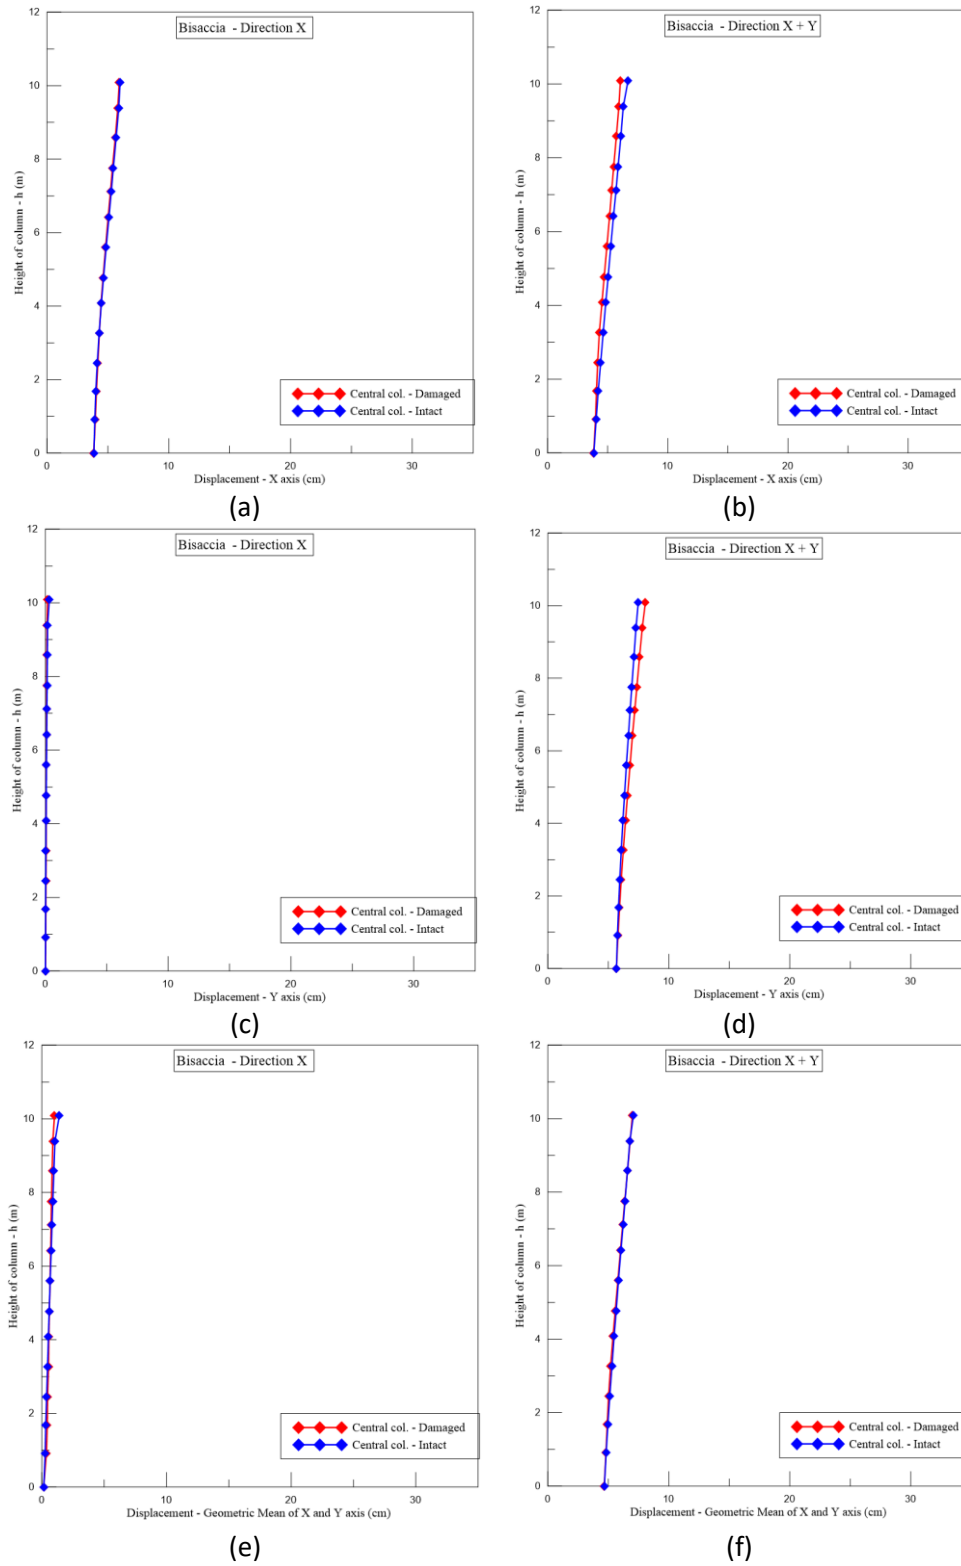 Bisaccia - Direction X
12
10
8
6
4
2
0
Height of column - h (m)
Central col. - Damaged
Central col. - Intact
0 10 20 30
Displacement - X axis (cm)
(a)
Bisaccia - Direction X + Y
12
10
8
6
4
2
0
Height of column - h (m)
Central col. - Damaged
Central col. - Intact
0 10 20 30
Displacement - X axis (cm)
(b)
Bisaccia - Direction X
12
10
8
6
4
2
0
Height of column - h (m)
Central col. - Damaged
Central col. - Intact
0 10 20 30
Displacement - Y axis (cm)
(c)
Bisaccia - Direction X + Y
12
10
8
6
4
2
0
Height of column - h (m)
Central col. - Damaged
Central col. - Intact
0 10 20 30
Displacement - Y axis (cm)
(d)
Bisaccia - Direction X
12
10
8
6
4
2
0
Height of column - h (m)
Central col. - Damaged
Central col. - Intact
0 10 20 30
Displacement - Geometric Mean of X and Y axis (cm)
(e)
Bisaccia - Direction X + Y
12
10
8
6
4
2
0
Height of column - h (m)
Central col. - Damaged
Central col. - Intact
0 10 20 30
Displacement - Geometric Mean of X and Y axis (cm)
(f)